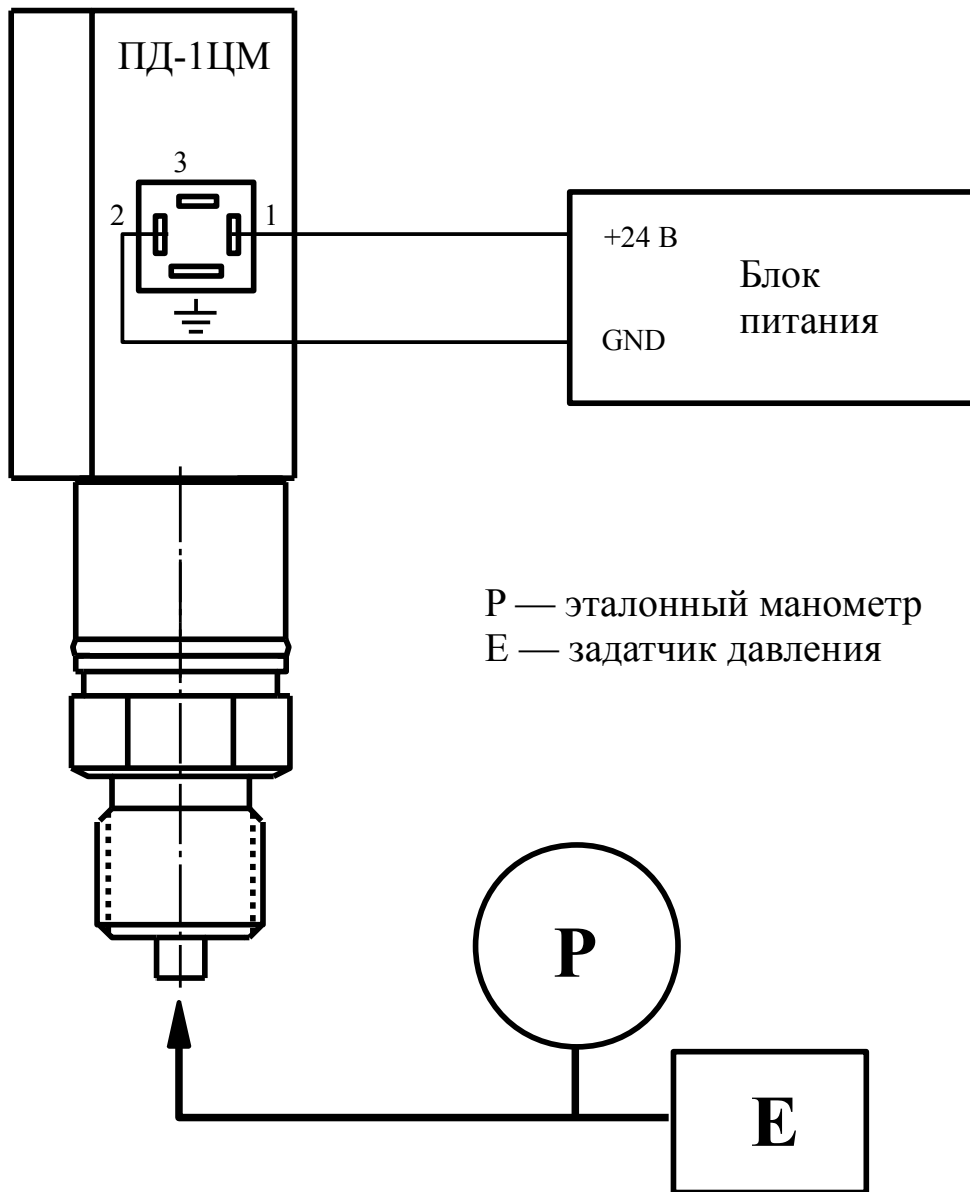 ПД-1ЦМ
3
2
1
+24 В
Блок
питания
GND
P — эталонный манометр
E — задатчик давления
P
E